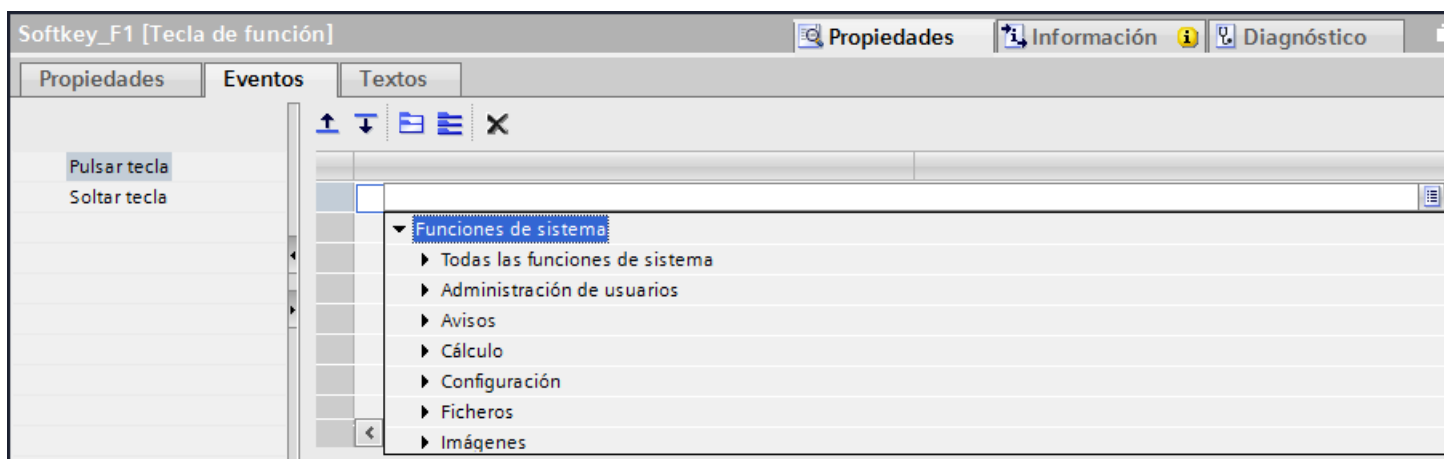 Softkey_F1 [Tecla de función]
Propiedades
Información
Diagnóstico
Propiedades
Eventos
Textos
Pulsar tecla
Soltar tecla
Funciones de sistema
Todas las funciones de sistema
Administración de usuarios
Avisos
Cálculo
Configuración
Ficheros
Imágenes